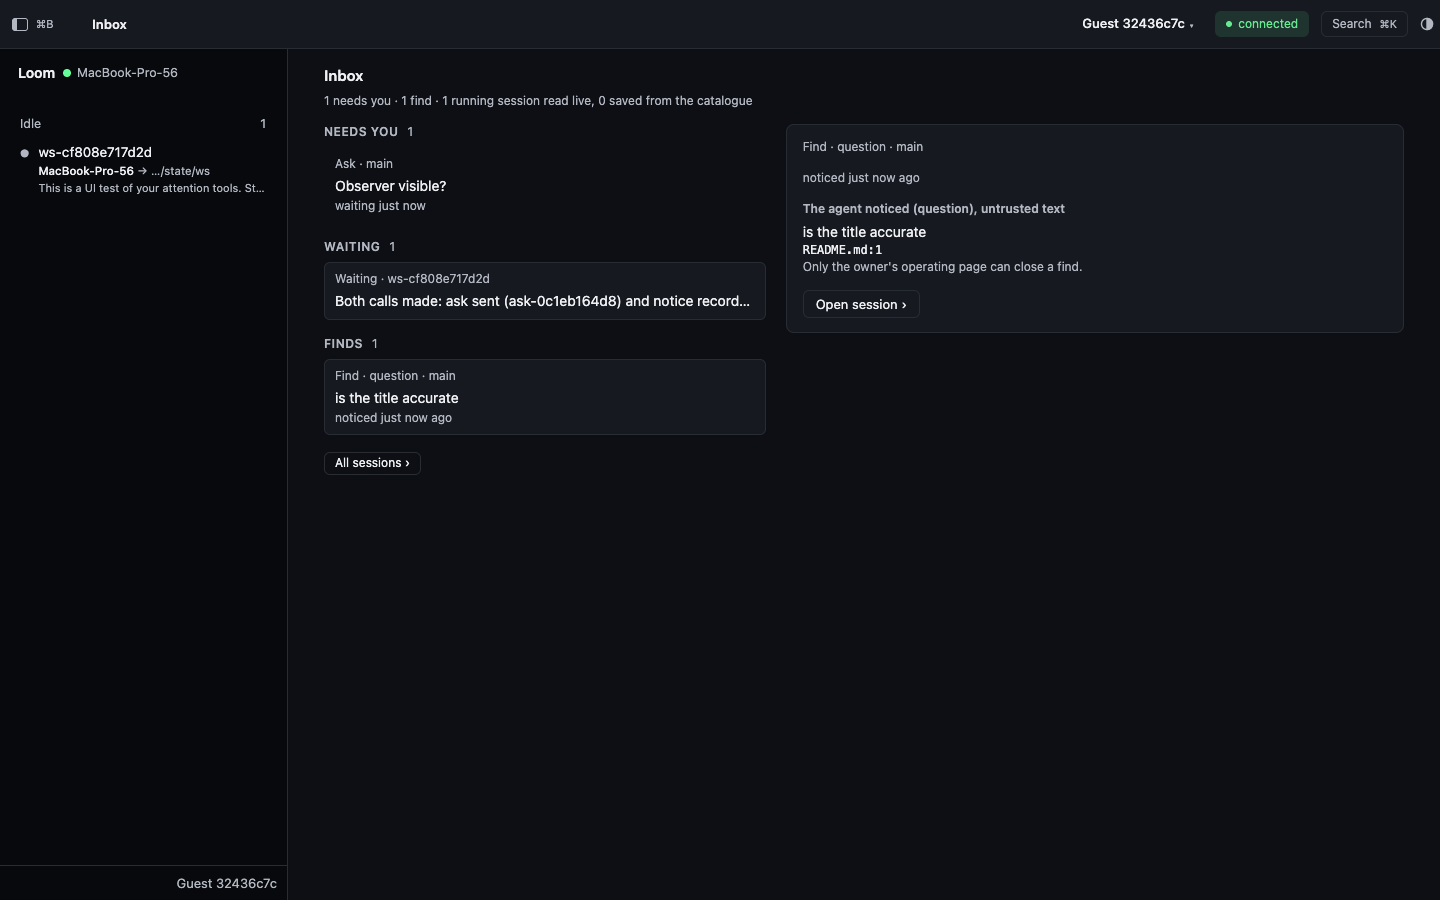 ⌘B
Inbox
Guest 32436c7c
connected
Search ⌘K
Loom MacBook-Pro-56
Idle 1
ws-cf808e717d2d
MacBook-Pro-56 → .../state/ws
This is a UI test of your attention tools. St...
Guest 32436c7c
Inbox
1 needs you · 1 find · 1 running session read live, 0 saved from the catalogue
NEEDS YOU 1
Ask · main
Observer visible?
waiting just now
WAITING 1
Waiting · ws-cf808e717d2d
Both calls made: ask sent (ask-0c1eb164d8) and notice record...
FINDS 1
Find · question · main
is the title accurate
noticed just now ago
All sessions ›
Find · question · main
noticed just now ago
The agent noticed (question), untrusted text
is the title accurate
README.md:1
Only the owner's operating page can close a find.
Open session ›